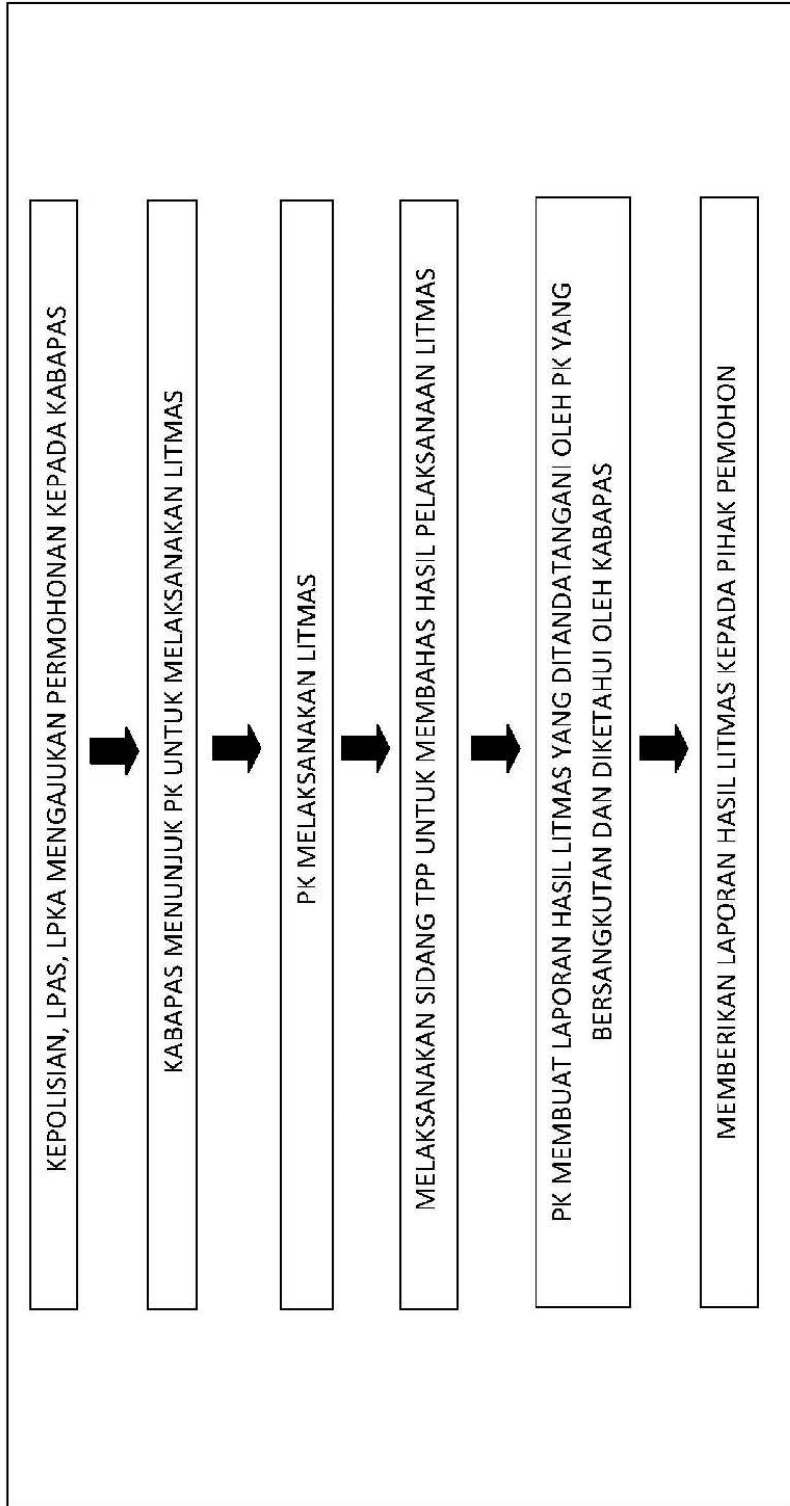 KEPOLISIAN, LPAS, LPKA MENGAJUKAN PERMOHONAN KEPADA KABAPAS
KABAPAS MENUNJUK PK UNTUK MELAKSANAKAN LITMAS
PK MELAKSANAKAN LITMAS
MELAKSANAKAN SIDANG TPP UNTUK MEMBAHAS HASIL PELAKSANAAN LITMAS
PK MEMBUAT LAPORAN HASIL LITMAS YANG DITANDATANGANI OLEH PK YANG
BERSANGKUTAN DAN DIKETAHUI OLEH KABAPAS
MEMBERIKAN LAPORAN HASIL LITMAS KEPADA PIHAK PEMOHON